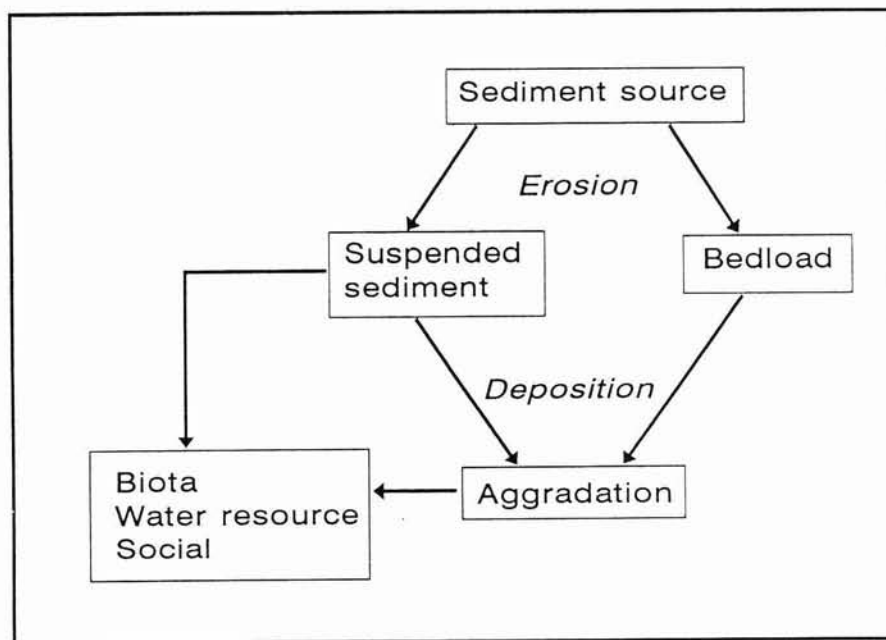 Sediment source
Erosion
Suspended
sediment
Bedload
Deposition
Biota
Water resource
Social
Aggradation